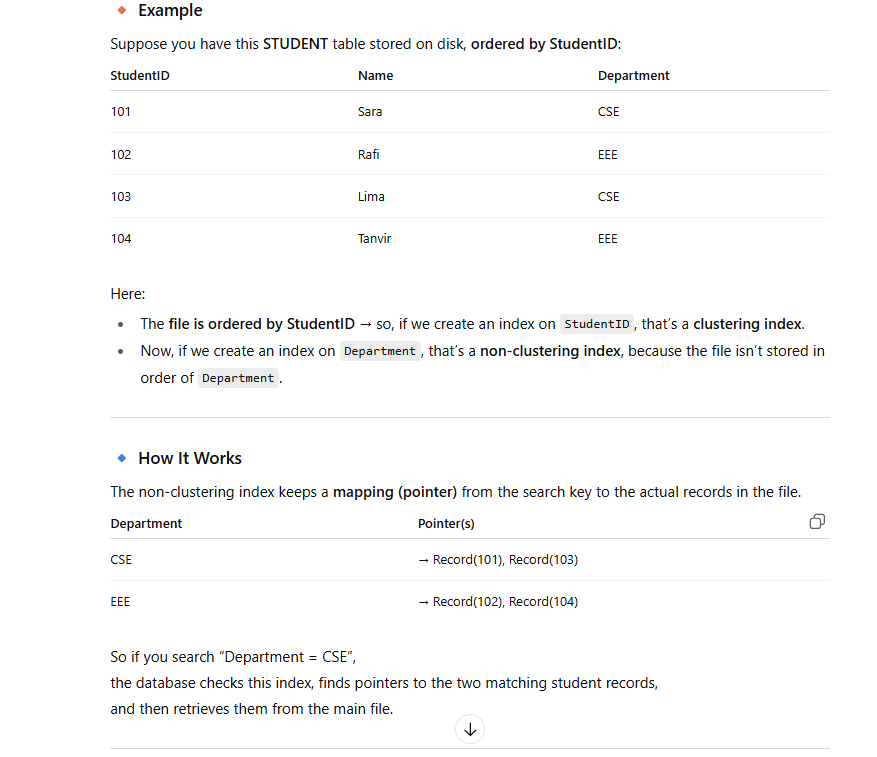 Example
Suppose you have this STUDENT table stored on disk, ordered by StudentID:
StudentID Name Department
101 Sara CSE
102 Rafi EEE
103 Lima CSE
104 Tanvir EEE
Here:
• The file is ordered by StudentID → so, if we create an index on StudentID, that's a clustering index.
• Now, if we create an index on Department, that's a non-clustering index, because the file isn't stored in
order of Department.
How It Works
The non-clustering index keeps a mapping (pointer) from the search key to the actual records in the file.
Department Pointer(s)
CSE → Record(101), Record(103)
EEE → Record(102), Record(104)
So if you search “Department = CSE”,
the database checks this index, finds pointers to the two matching student records,
and then retrieves them from the main file.